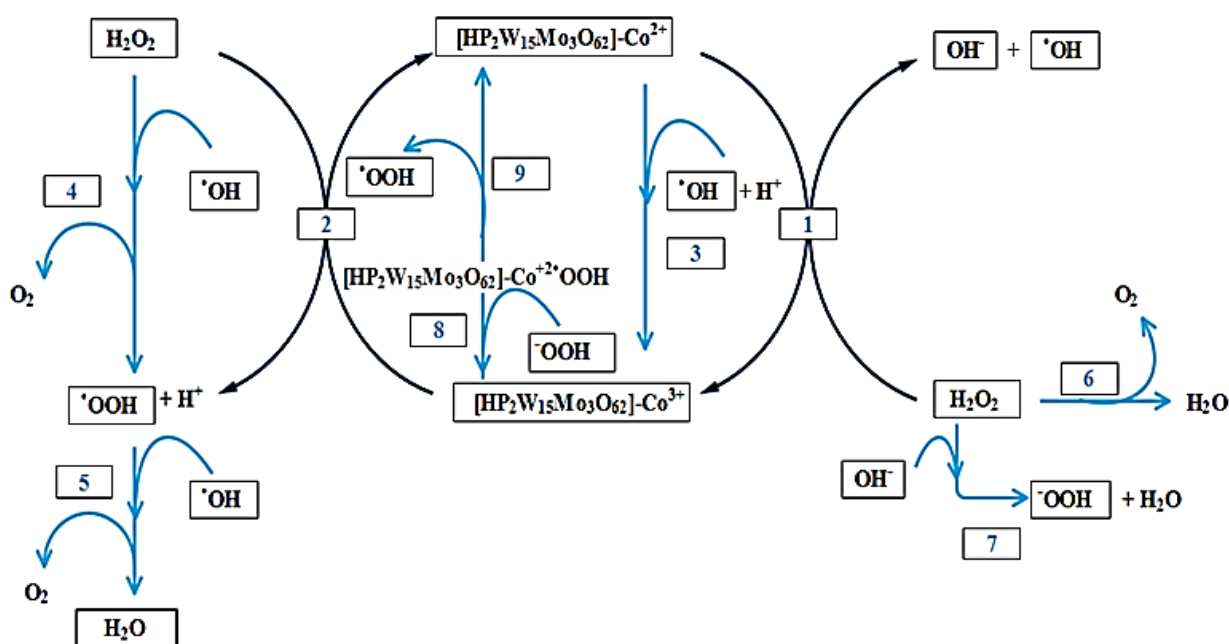 H₂O₂
[HP₂W₁₅Mo₃O₆₂]-Co²⁺
OH⁻ + •OH
•OOH
9
•OH + H⁺
4
•OH
2
1
3
O₂
[HP₂W₁₅Mo₃O₆₂]-Co⁺²•OOH
8
⁻OOH
O₂
6
•OOH + H⁺
[HP₂W₁₅Mo₃O₆₂]-Co³⁺
H₂O₂
H₂O
5
•OH
OH⁻
⁻OOH + H₂O
7
O₂
H₂O